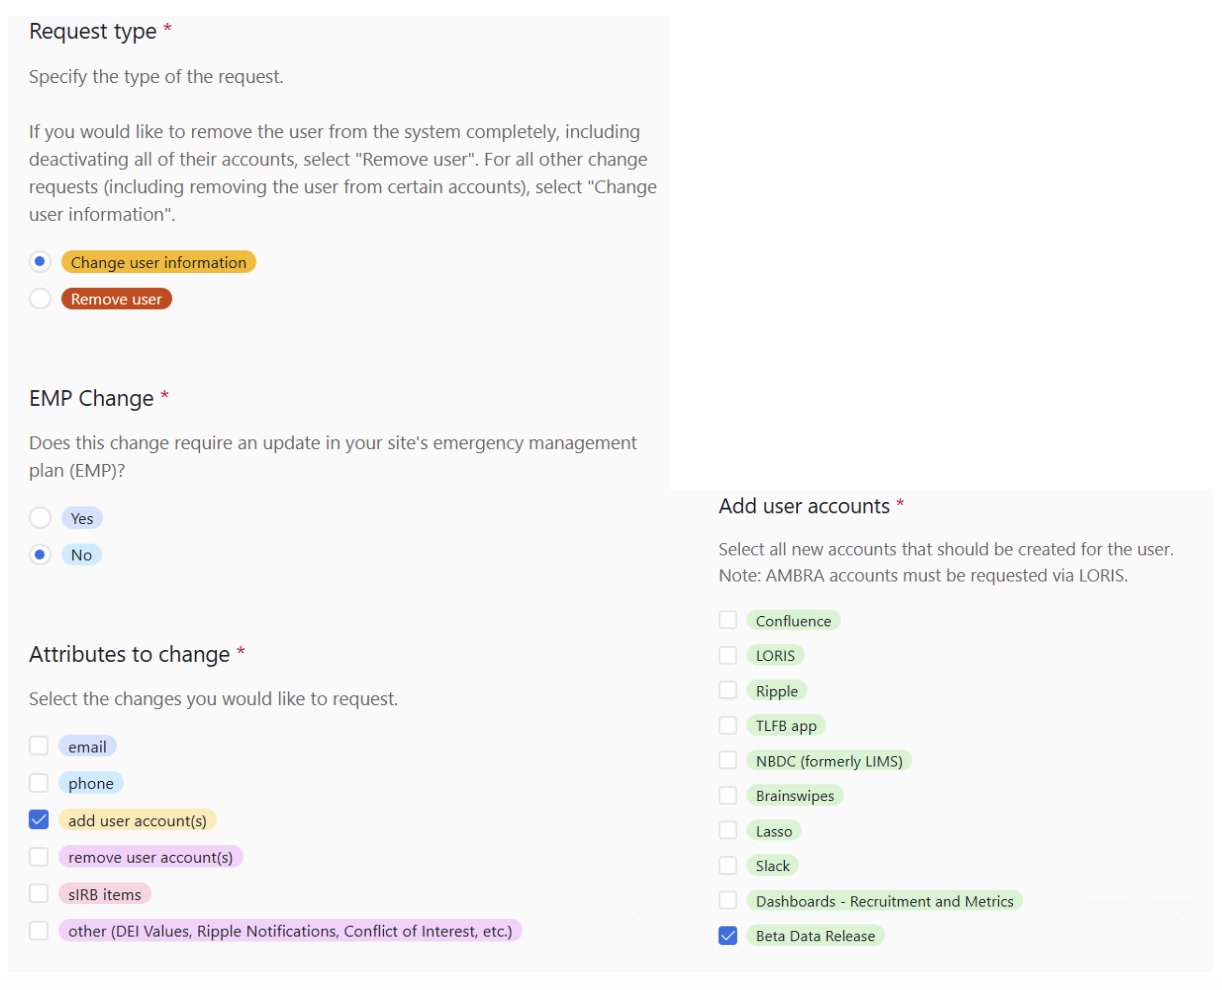 Request type *
Specify the type of the request.
If you would like to remove the user from the system completely, including
deactivating all of their accounts, select "Remove user". For all other change
requests (including removing the user from certain accounts), select "Change
user information".
Change user information
Remove user
EMP Change *
Does this change require an update in your site's emergency management
plan (EMP)?
Yes
No
Attributes to change *
Select the changes you would like to request.
email
phone
add user account(s)
remove user account(s)
sIRB items
other (DEI Values, Ripple Notifications, Conflict of Interest, etc.)
Add user accounts *
Select all new accounts that should be created for the user.
Note: AMBRA accounts must be requested via LORIS.
Confluence
LORIS
Ripple
TLFB app
NBDC (formerly LIMS)
Brainswipes
Lasso
Slack
Dashboards - Recruitment and Metrics
Beta Data Release